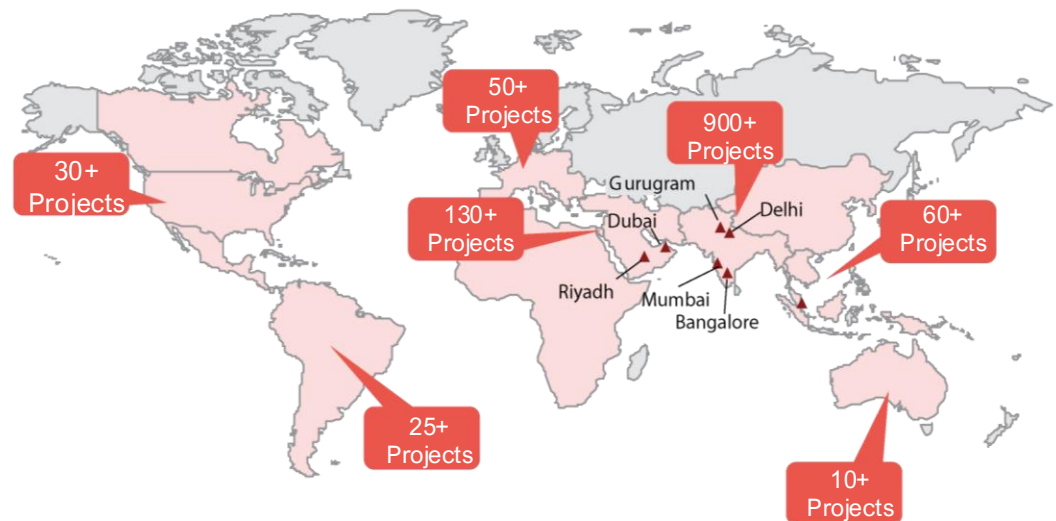 50+
Projects
900+
Projects
30+
Projects
Gurugram
130+
Projects
Dubai
Delhi
60+
Projects
Riyadh
Mumbai
Bangalore
25+
Projects
10+
Projects